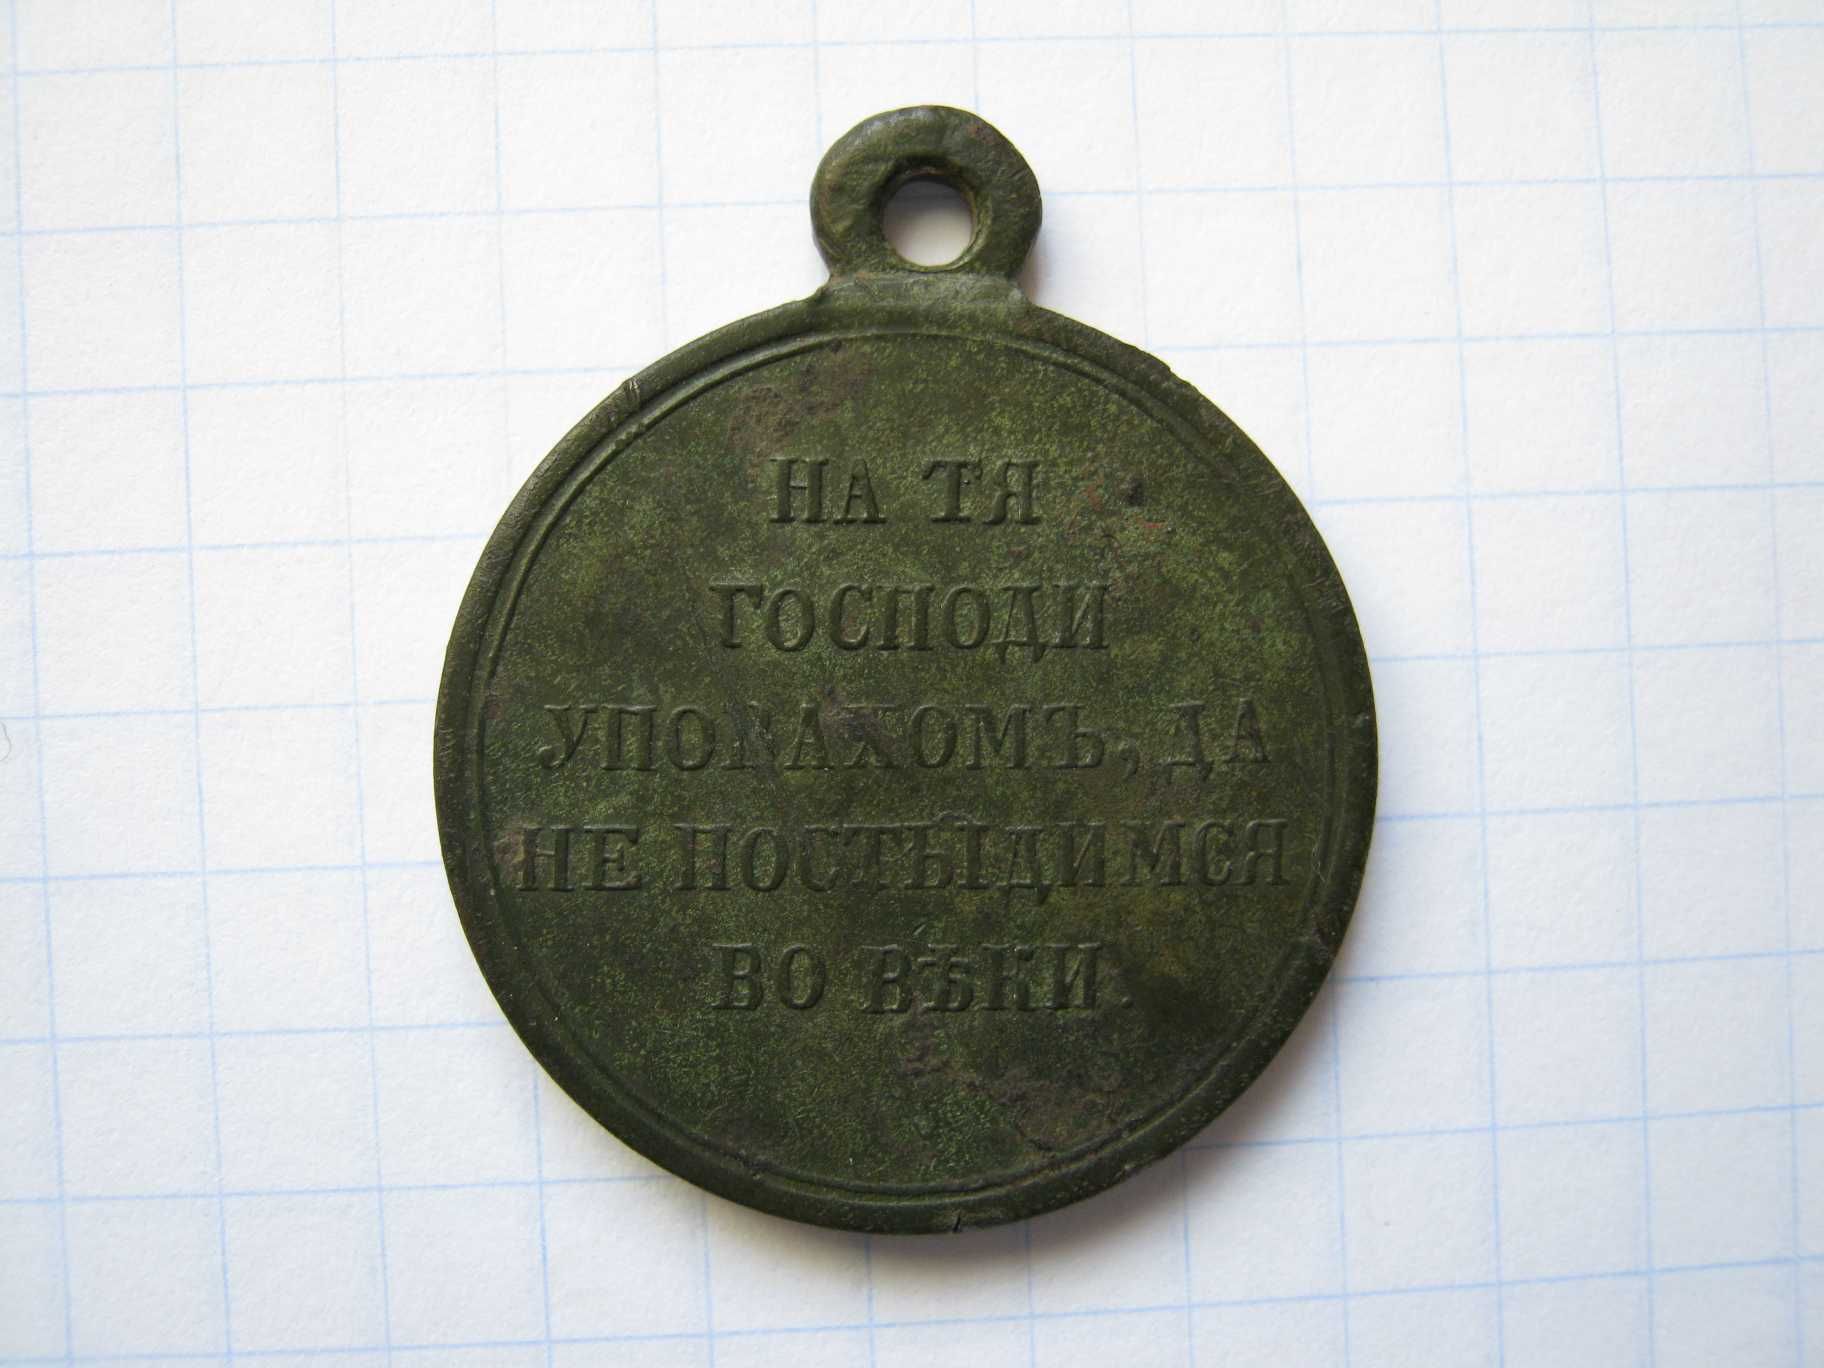 НА ТЯ
ГОСПОДИ
УПОВАХОМЪ, ДА
НЕ ПОСТЫДИМСЯ
ВО ВѢКИ.